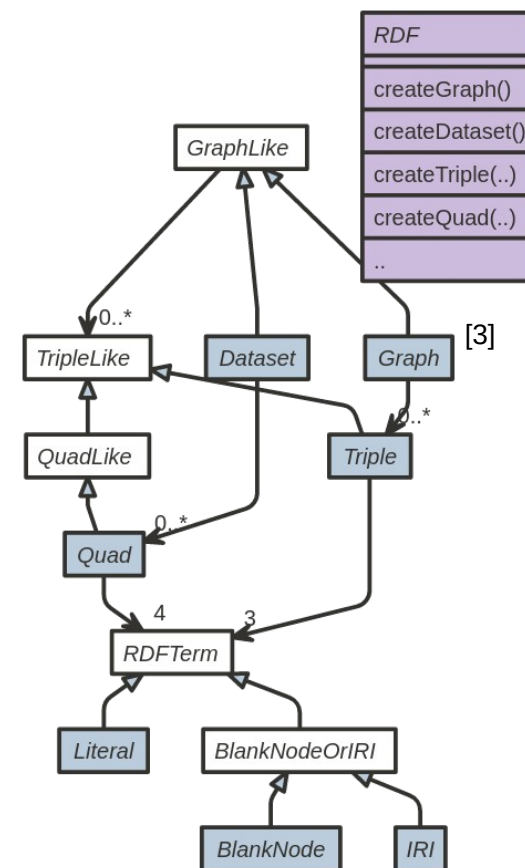 RDF
createGraph()
createDataset()
createTriple(..)
createQuad(..)
..
GraphLike
0..*
TripleLike
Dataset
Graph
[3]
0..*
QuadLike
Triple
0..*
Quad
4
3
RDFTerm
Literal
BlankNodeOrIRI
BlankNode
IRI